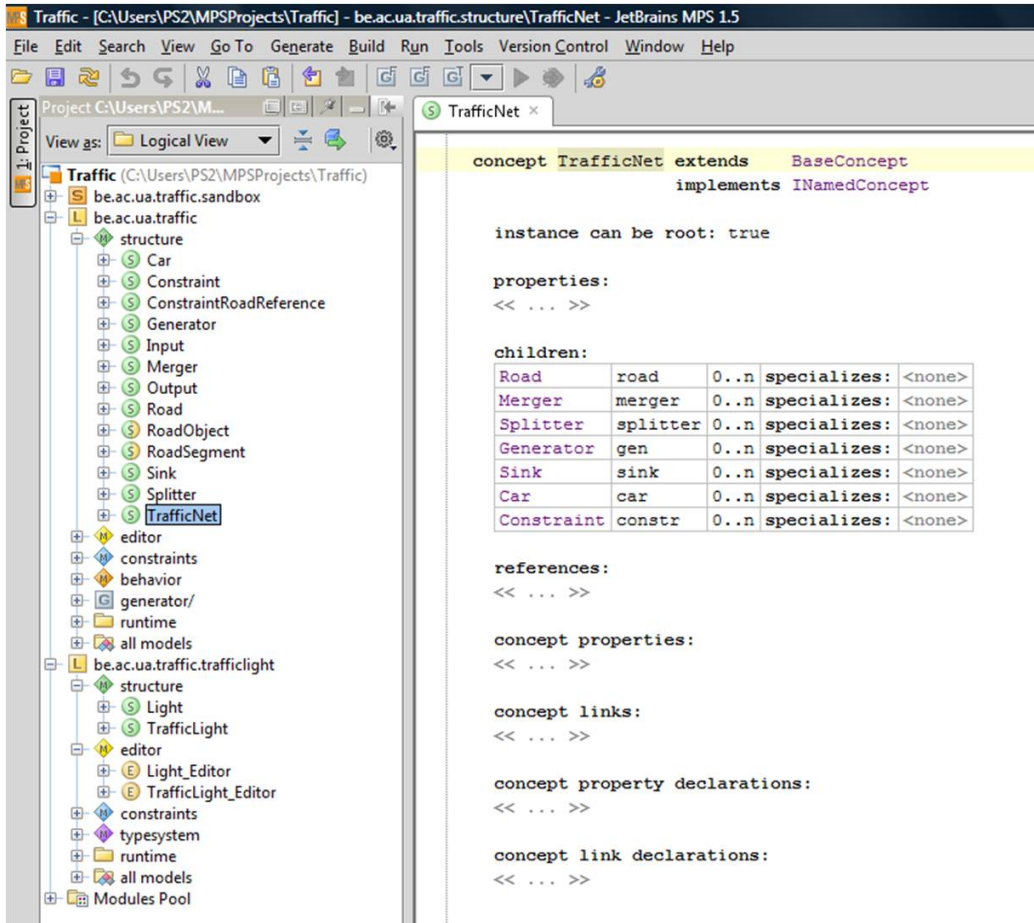 Traffic - [C:\Users\PS2\MPSProjects\Traffic] - be.ac.ua.traffic.structure\TrafficNet - JetBrains MPS 1.5
File Edit Search View Go To Generate Build Run Tools Version Control Window Help
1: Project
Project C:\Users\PS2\M...
View as: Logical View
Traffic (C:\Users\PS2\MPSProjects\Traffic)
S be.ac.ua.traffic.sandbox
L be.ac.ua.traffic
M structure
S Car
S Constraint
S ConstraintRoadReference
S Generator
S Input
S Merger
S Output
S Road
S RoadObject
S RoadSegment
S Sink
S Splitter
S TrafficNet
M editor
M constraints
M behavior
G generator/
runtime
all models
L be.ac.ua.traffic.trafficlight
M structure
S Light
S TrafficLight
M editor
E Light_Editor
E TrafficLight_Editor
M constraints
M typesystem
runtime
all models
Modules Pool
S TrafficNet ×
concept TrafficNet extends BaseConcept
implements INamedConcept
instance can be root: true
properties:
<< ... >>
children:
Road road 0..n specializes: <none>
Merger merger 0..n specializes: <none>
Splitter splitter 0..n specializes: <none>
Generator gen 0..n specializes: <none>
Sink sink 0..n specializes: <none>
Car car 0..n specializes: <none>
Constraint constr 0..n specializes: <none>
references:
<< ... >>
concept properties:
<< ... >>
concept links:
<< ... >>
concept property declarations:
<< ... >>
concept link declarations:
<< ... >>